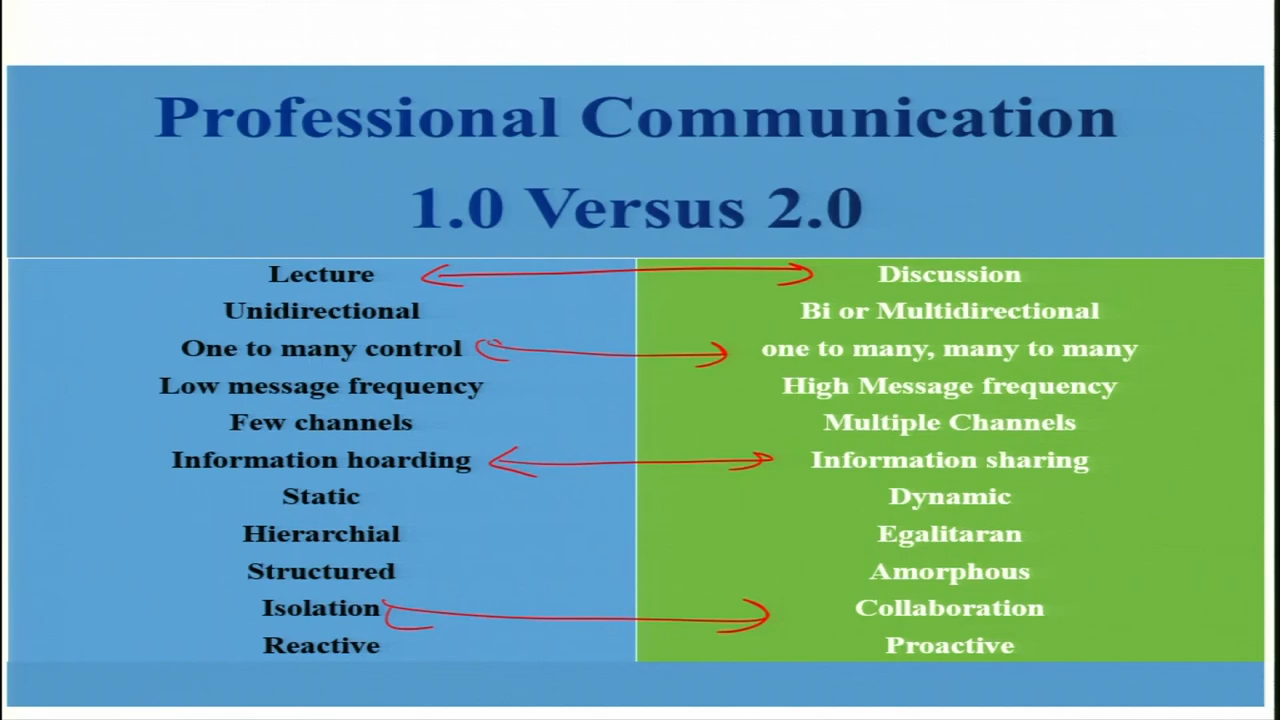 Professional Communication
1.0 Versus 2.0
Lecture
Discussion
Unidirectional
Bi or Multidirectional
One to many control
one to many, many to many
Low message frequency
High Message frequency
Few channels
Multiple Channels
Information hoarding
Information sharing
Static
Dynamic
Hierarchial
Egalitaran
Structured
Amorphous
Isolation
Collaboration
Reactive
Proactive